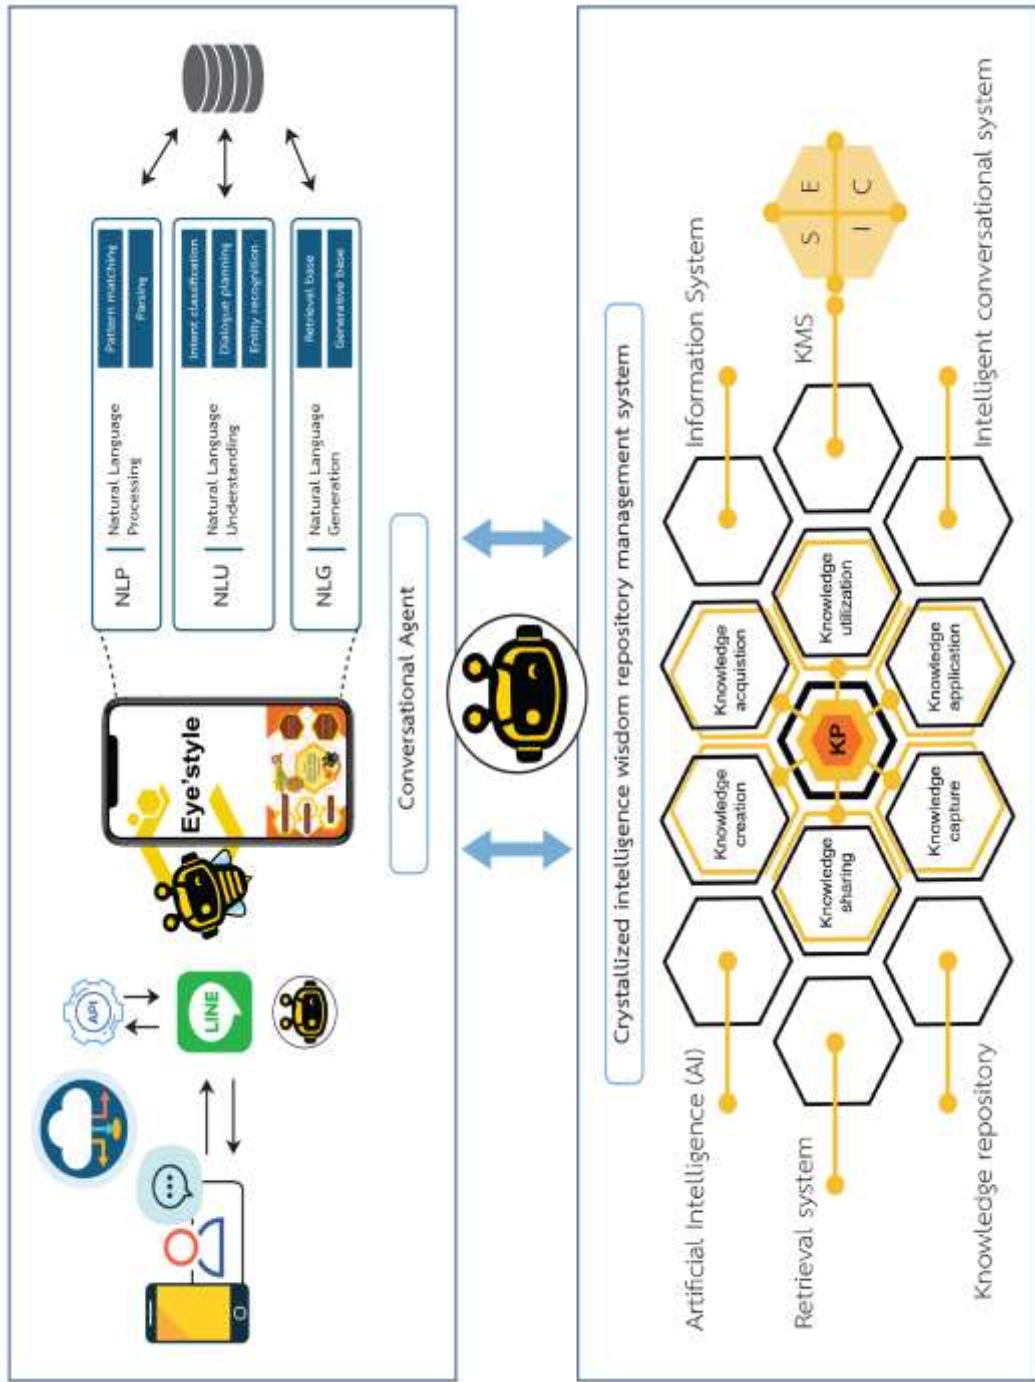 API
LINE
Eye'style
NLP
Natural Language
Processing
Pattern matching
Parsing
NLU
Natural Language
Understanding
Intent classification
Dialogue planning
Entity recognition
NLG
Natural Language
Generation
Retrieval base
Generative base
Conversational Agent
Crystallized intelligence wisdom repository management system
Artificial Intelligence (AI)
Information System
Retrieval system
KMS
S
E
I
C
Knowledge repository
Intelligent conversational system
Knowledge
creation
Knowledge
acquistion
Knowledge
sharing
KP
Knowledge
utilization
Knowledge
capture
Knowledge
application